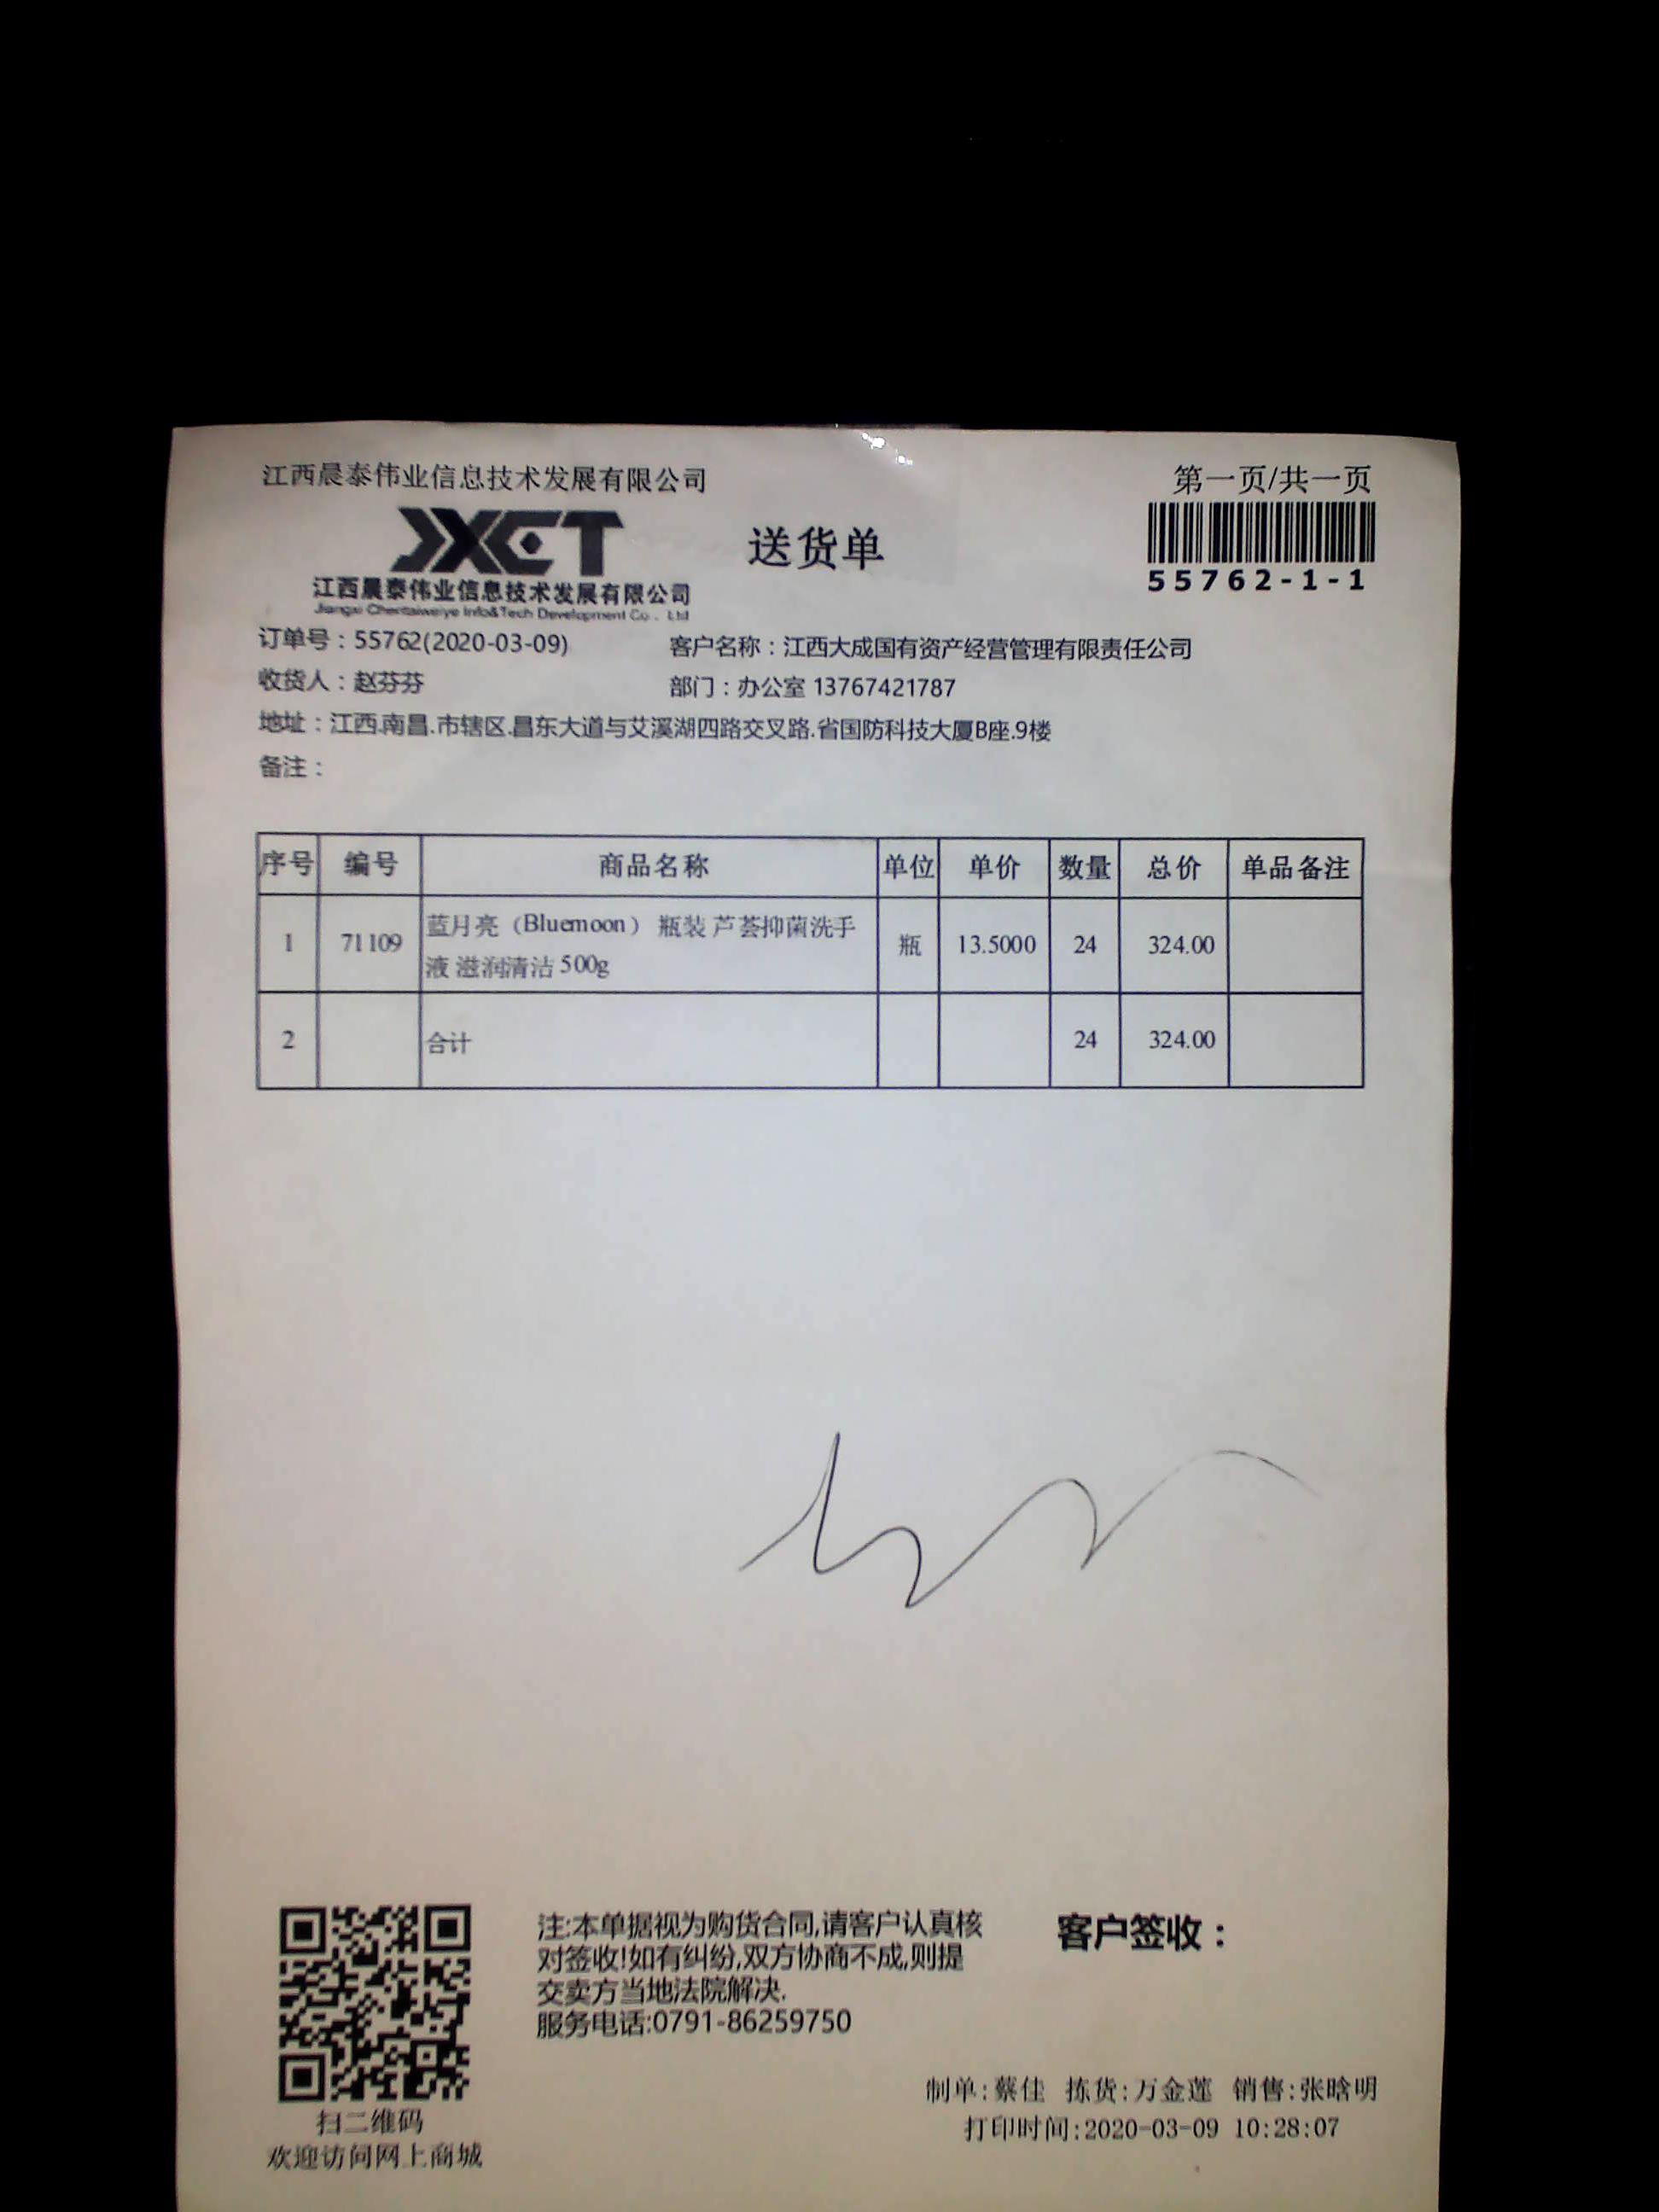 江西晨泰伟业信息技术发展有限公司
第一页/共一页
JXCT
送货单
55762-1-1
江西晨泰伟业信息技术发展有限公司
Jiangxi Chentaiweiye Info&Tech Development Co . Ltd
订单号：55762(2020-03-09) 客户名称：江西大成国有资产经营管理有限责任公司
收货人：赵芬芬 部门：办公室 13767421787
地址：江西.南昌.市辖区.昌东大道与艾溪湖四路交叉路.省国防科技大厦B座.9楼
备注：
序号 编号 商品名称 单位 单价 数量 总价 单品备注
1 71109 蓝月亮（Bluemoon） 瓶装 芦荟抑菌洗手 瓶 13.5000 24 324.00
液 滋润清洁 500g
2 合计 24 324.00
注:本单据视为购货合同,请客户认真核
对签收!如有纠纷,双方协商不成,则提
交卖方当地法院解决.
服务电话:0791-86259750
客户签收：
扫二维码
欢迎访问网上商城
制单:蔡佳 拣货:万金莲 销售:张晗明
打印时间:2020-03-09 10:28:07